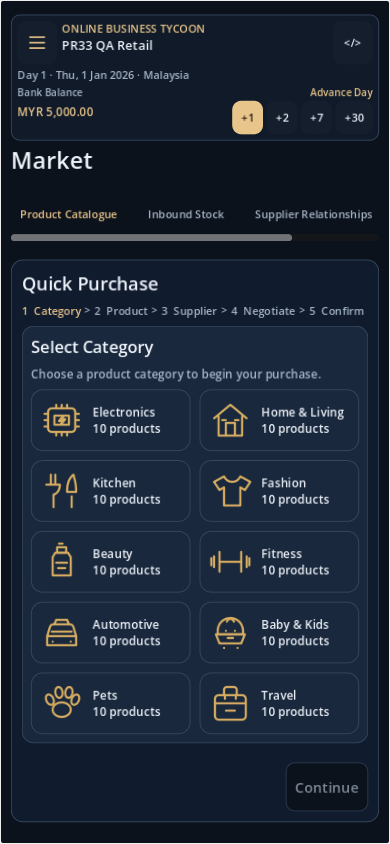 ONLINE BUSINESS TYCOON
PR33 QA Retail
</>
Day 1 · Thu, 1 Jan 2026 · Malaysia
Bank Balance
Advance Day
MYR 5,000.00
+1 +2 +7 +30
Market
Product Catalogue Inbound Stock Supplier Relationships
Quick Purchase
1 Category > 2 Product > 3 Supplier > 4 Negotiate > 5 Confirm
Select Category
Choose a product category to begin your purchase.
Electronics
10 products
Home & Living
10 products
Kitchen
10 products
Fashion
10 products
Beauty
10 products
Fitness
10 products
Automotive
10 products
Baby & Kids
10 products
Pets
10 products
Travel
10 products
Continue